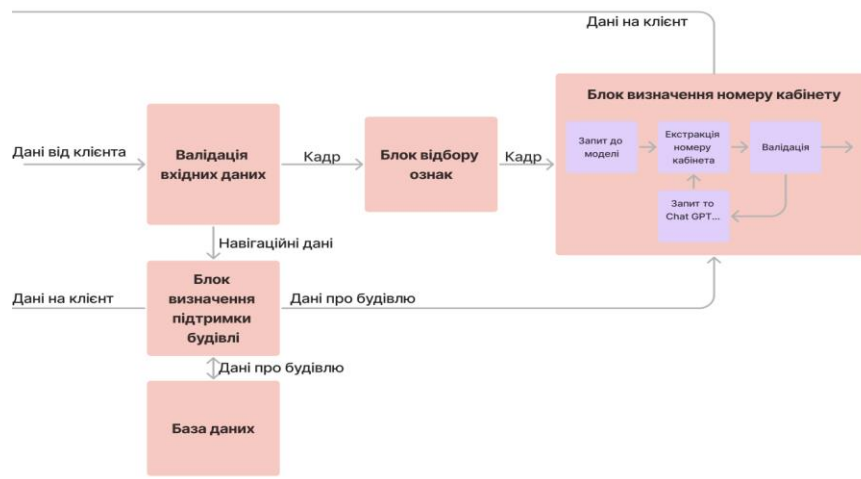 Дані на клієнт
Блок визначення номеру кабінету
Запит до
моделі
Екстракція
номеру
кабінета
Валідація
Запит то
Chat GPT...
Дані від клієнта
Валідація
вхідних даних
Кадр
Блок відбору
ознак
Кадр
Навігаційні дані
Дані на клієнт
Блок
визначення
підтримки
будівлі
Дані про будівлю
Дані про будівлю
База даних